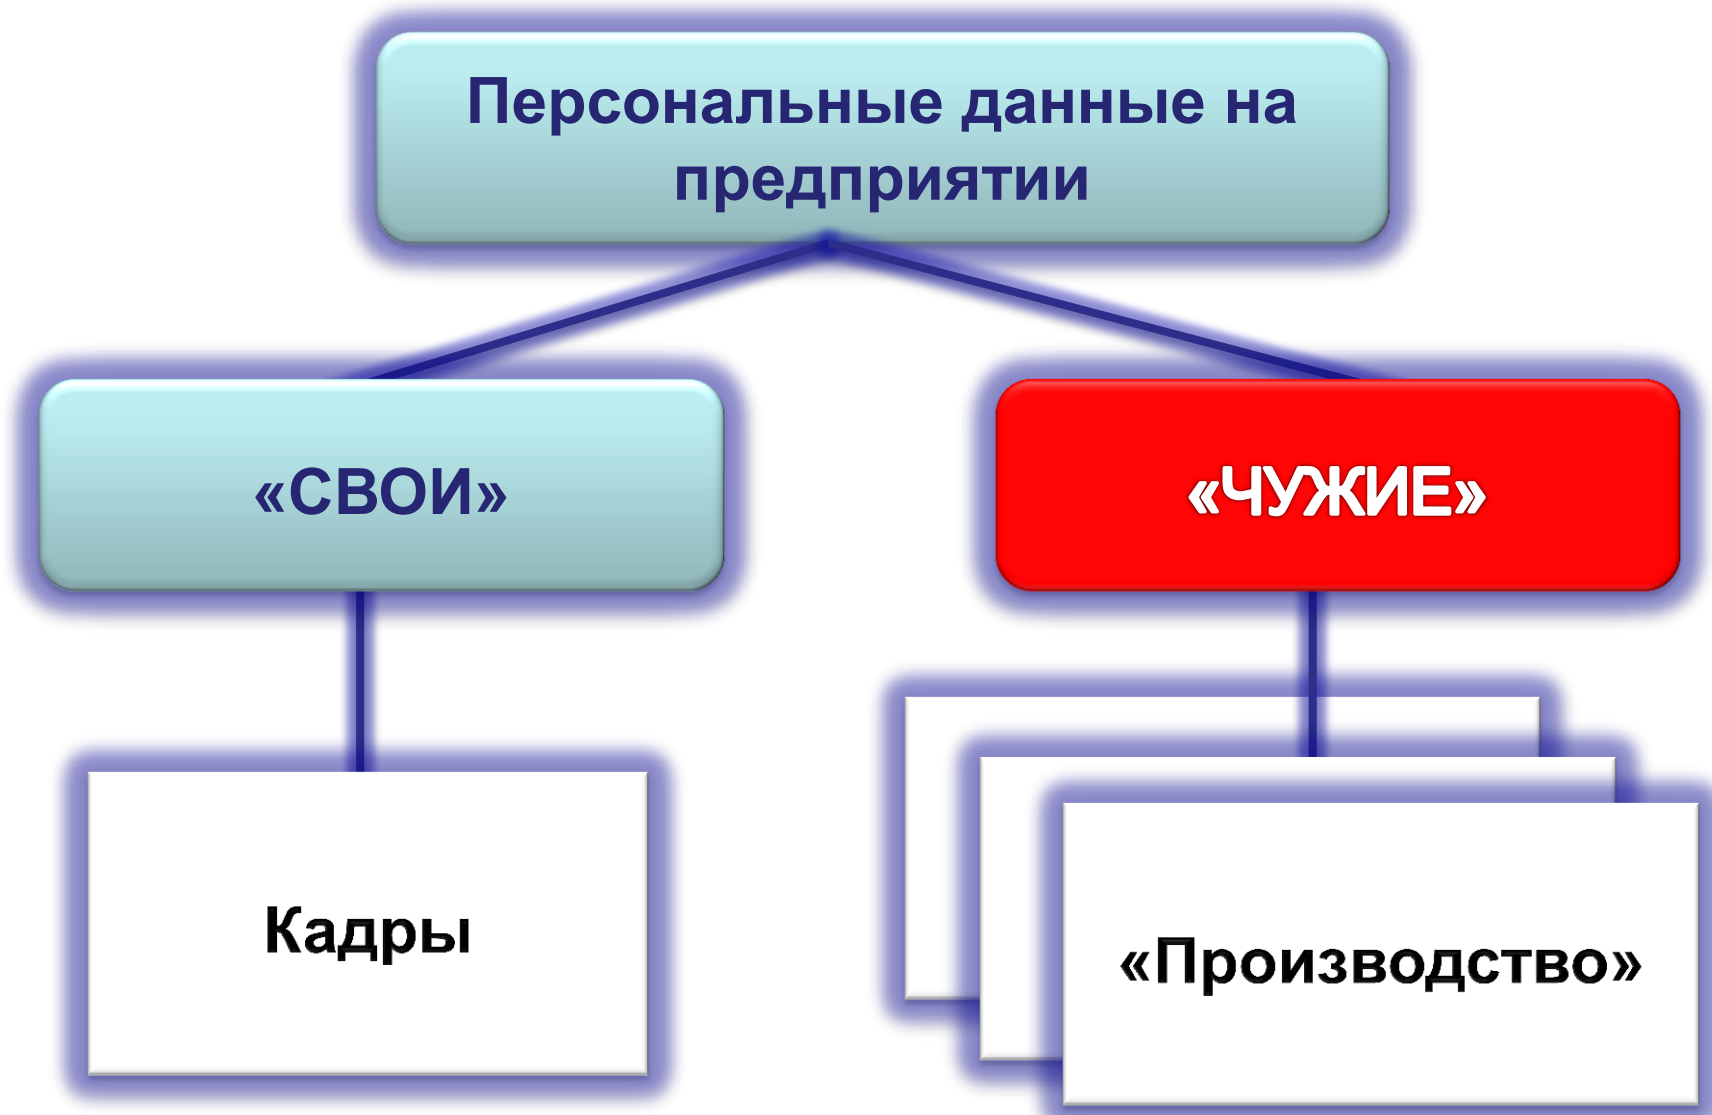 Персональные данные на
предприятии
«СВОИ»
«ЧУЖИЕ»
Кадры
«Производство»